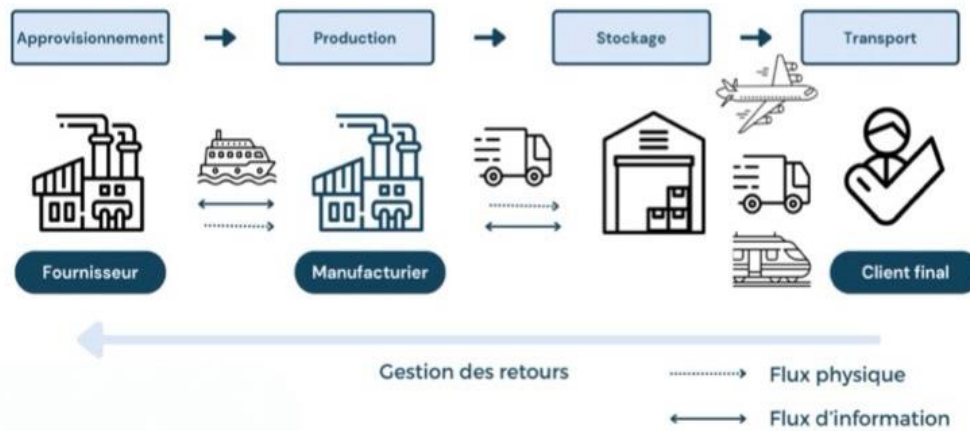 Approvisionnement
Production
Stockage
Transport
Fournisseur
Manufacturier
Client final
Gestion des retours
Flux physique
Flux d'information